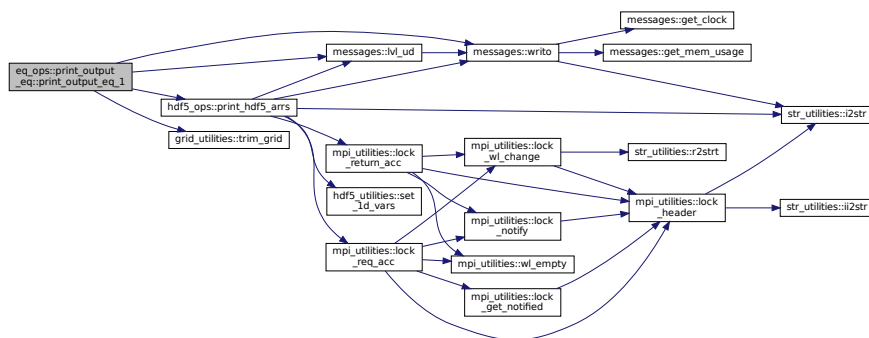 eq_ops::print_output
_eq::print_output_eq_1
messages::lvl_ud
messages::writo
messages::get_clock
messages::get_mem_usage
hdf5_ops::print_hdf5_arrs
grid_utilities::trim_grid
str_utilities::i2str
mpi_utilities::lock
_return_acc
mpi_utilities::lock
_wl_change
str_utilities::r2strt
hdf5_utilities::set
_1d_vars
mpi_utilities::lock
_notify
mpi_utilities::lock
_header
str_utilities::ii2str
mpi_utilities::lock
_req_acc
mpi_utilities::wl_empty
mpi_utilities::lock
_get_notified